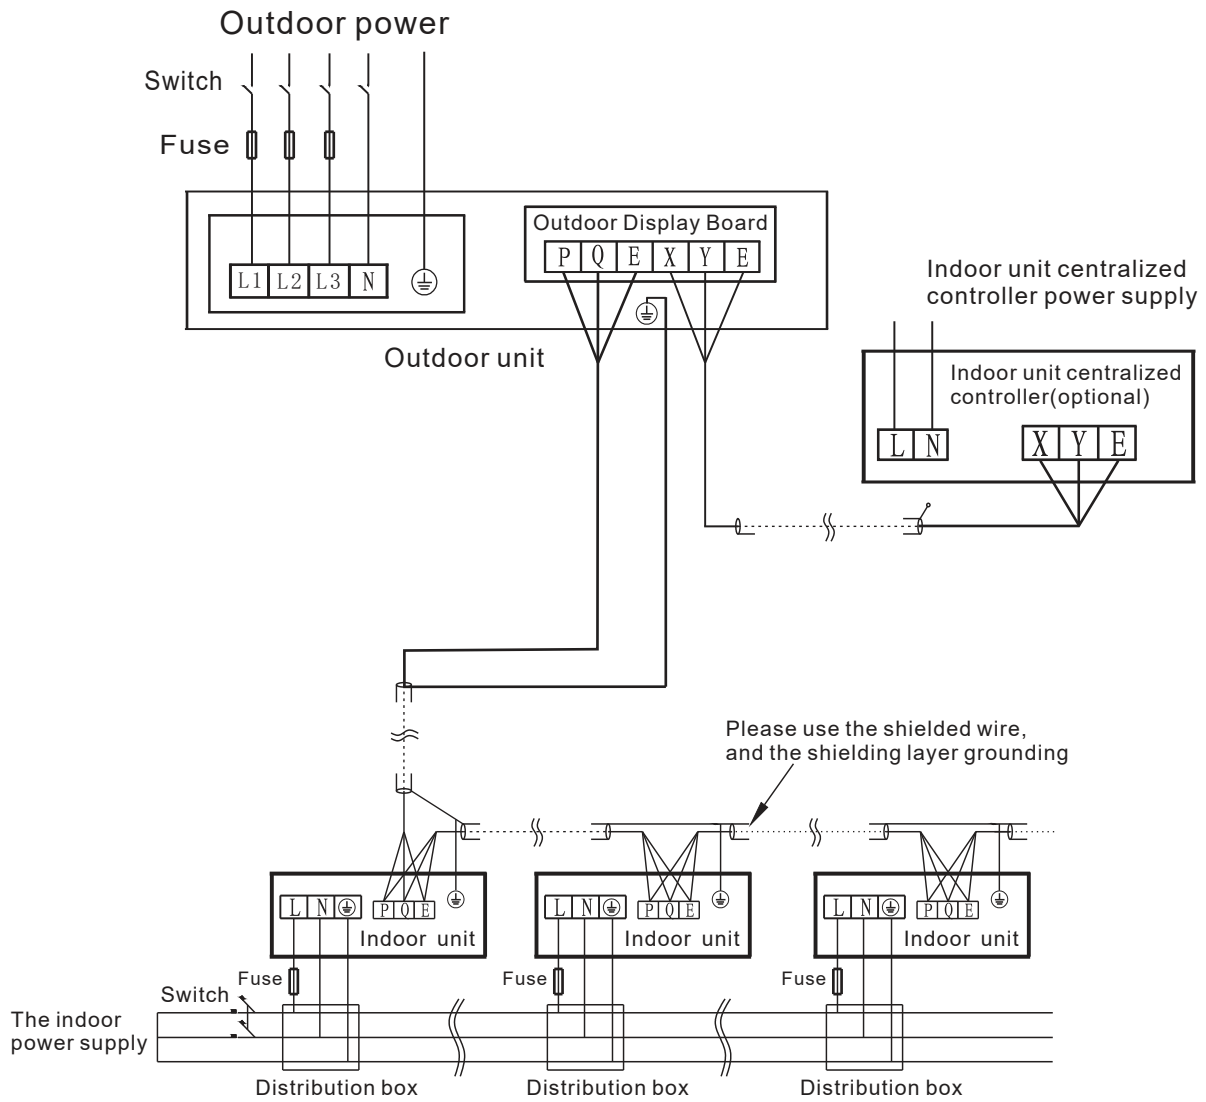 Outdoor power
Switch
Fuse
Outdoor Display Board
P Q E X Y E
L1 L2 L3 N
Outdoor unit
Indoor unit centralized
controller power supply
Indoor unit centralized
controller(optional)
L N
X Y E
Please use the shielded wire,
and the shielding layer grounding
L N
P Q E
Indoor unit
L N
P Q E
Indoor unit
L N
P Q E
Indoor unit
Fuse
Fuse
Fuse
Switch
The indoor
power supply
Distribution box
Distribution box
Distribution box